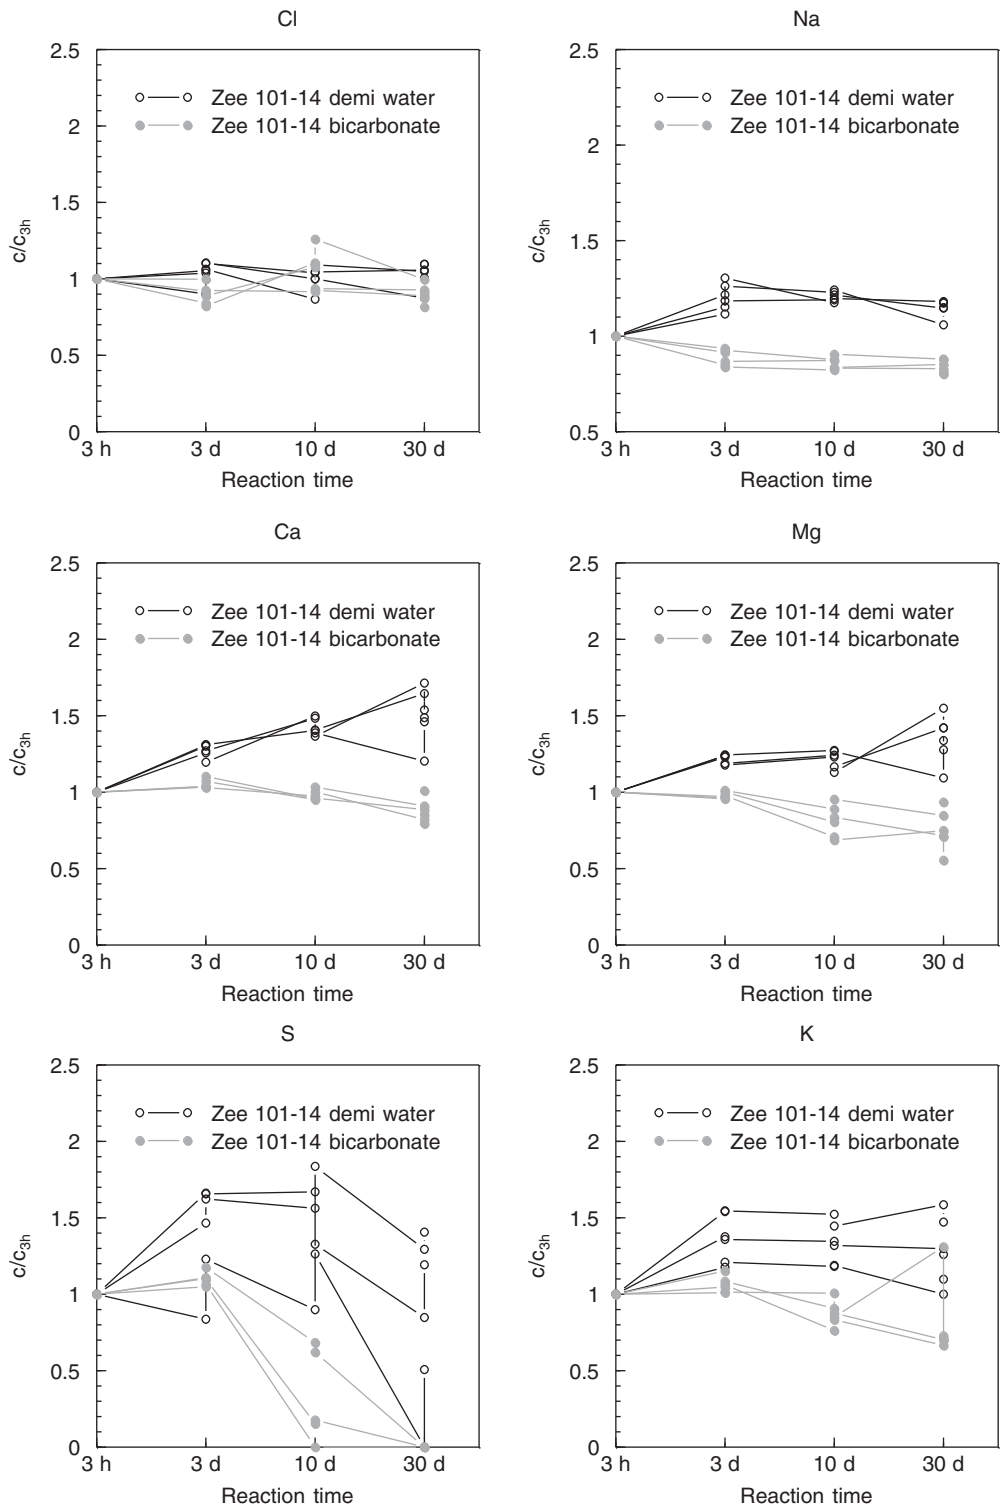 Cl
2.5
2
1.5
1
0.5
0
c/c3h
Zee 101-14 demi water
Zee 101-14 bicarbonate
3 h 3 d 10 d 30 d
Reaction time
Na
2.5
2
1.5
1
0.5
c/c3h
Zee 101-14 demi water
Zee 101-14 bicarbonate
3 h 3 d 10 d 30 d
Reaction time
Ca
2.5
2
1.5
1
0.5
0
c/c3h
Zee 101-14 demi water
Zee 101-14 bicarbonate
3 h 3 d 10 d 30 d
Reaction time
Mg
2.5
2
1.5
1
0.5
0
c/c3h
Zee 101-14 demi water
Zee 101-14 bicarbonate
3 h 3 d 10 d 30 d
Reaction time
S
2.5
2
1.5
1
0.5
0
c/c3h
Zee 101-14 demi water
Zee 101-14 bicarbonate
3 h 3 d 10 d 30 d
Reaction time
K
2.5
2
1.5
1
0.5
0
c/c3h
Zee 101-14 demi water
Zee 101-14 bicarbonate
3 h 3 d 10 d 30 d
Reaction time